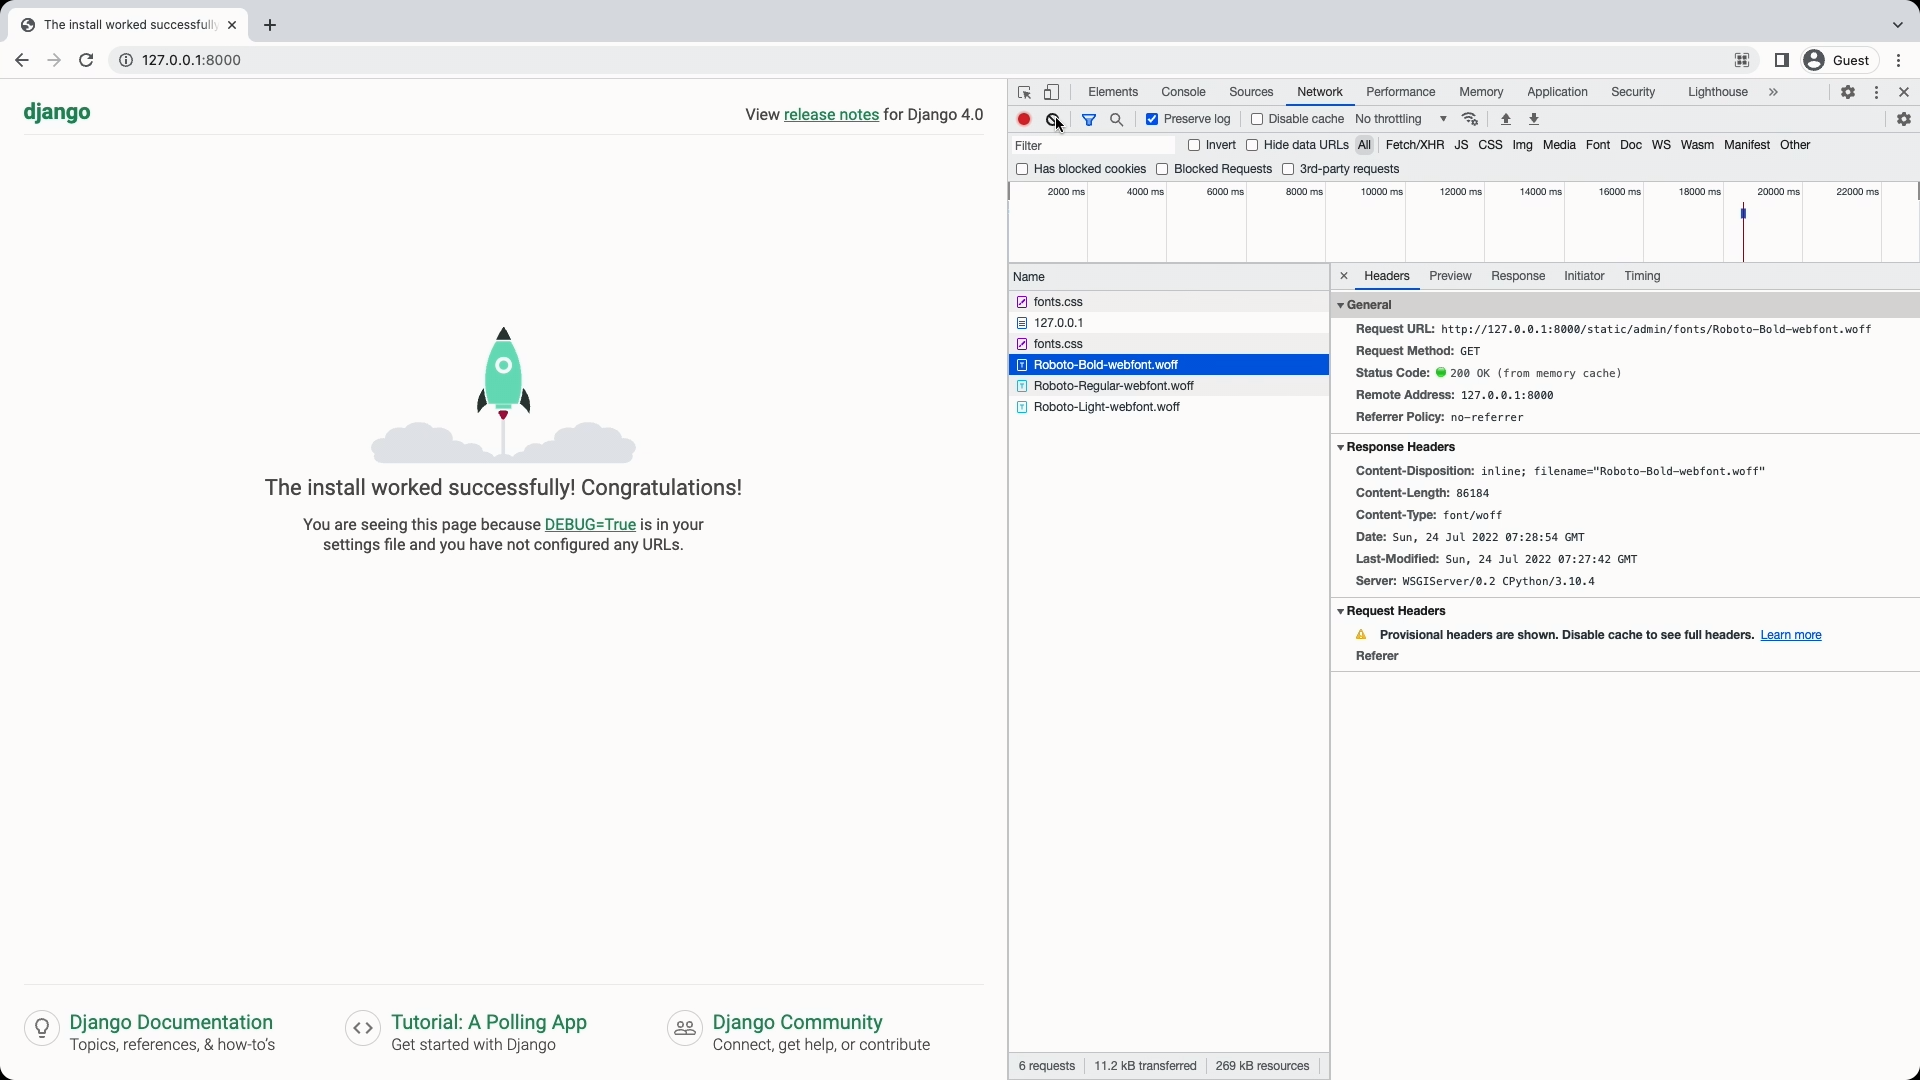 The install worked successfully
127.0.0.1:8000
Guest
django
View release notes for Django 4.0
The install worked successfully! Congratulations!
You are seeing this page because DEBUG=True is in your
settings file and you have not configured any URLs.
Django Documentation
Topics, references, & how-to's
Tutorial: A Polling App
Get started with Django
Django Community
Connect, get help, or contribute
Elements Console Sources Network Performance Memory Application Security Lighthouse
Preserve log Disable cache No throttling
Filter Invert Hide data URLs All Fetch/XHR JS CSS Img Media Font Doc WS Wasm Manifest Other
Has blocked cookies Blocked Requests 3rd-party requests
2000 ms 4000 ms 6000 ms 8000 ms 10000 ms 12000 ms 14000 ms 16000 ms 18000 ms 20000 ms 22000 ms
Name
fonts.css
127.0.0.1
fonts.css
Roboto-Bold-webfont.woff
Roboto-Regular-webfont.woff
Roboto-Light-webfont.woff
6 requests 11.2 kB transferred 269 kB resources
Headers Preview Response Initiator Timing
General
Request URL: http://127.0.0.1:8000/static/admin/fonts/Roboto-Bold-webfont.woff
Request Method: GET
Status Code: 200 OK (from memory cache)
Remote Address: 127.0.0.1:8000
Referrer Policy: no-referrer
Response Headers
Content-Disposition: inline; filename="Roboto-Bold-webfont.woff"
Content-Length: 86184
Content-Type: font/woff
Date: Sun, 24 Jul 2022 07:28:54 GMT
Last-Modified: Sun, 24 Jul 2022 07:27:42 GMT
Server: WSGIServer/0.2 CPython/3.10.4
Request Headers
Provisional headers are shown. Disable cache to see full headers. Learn more
Referer